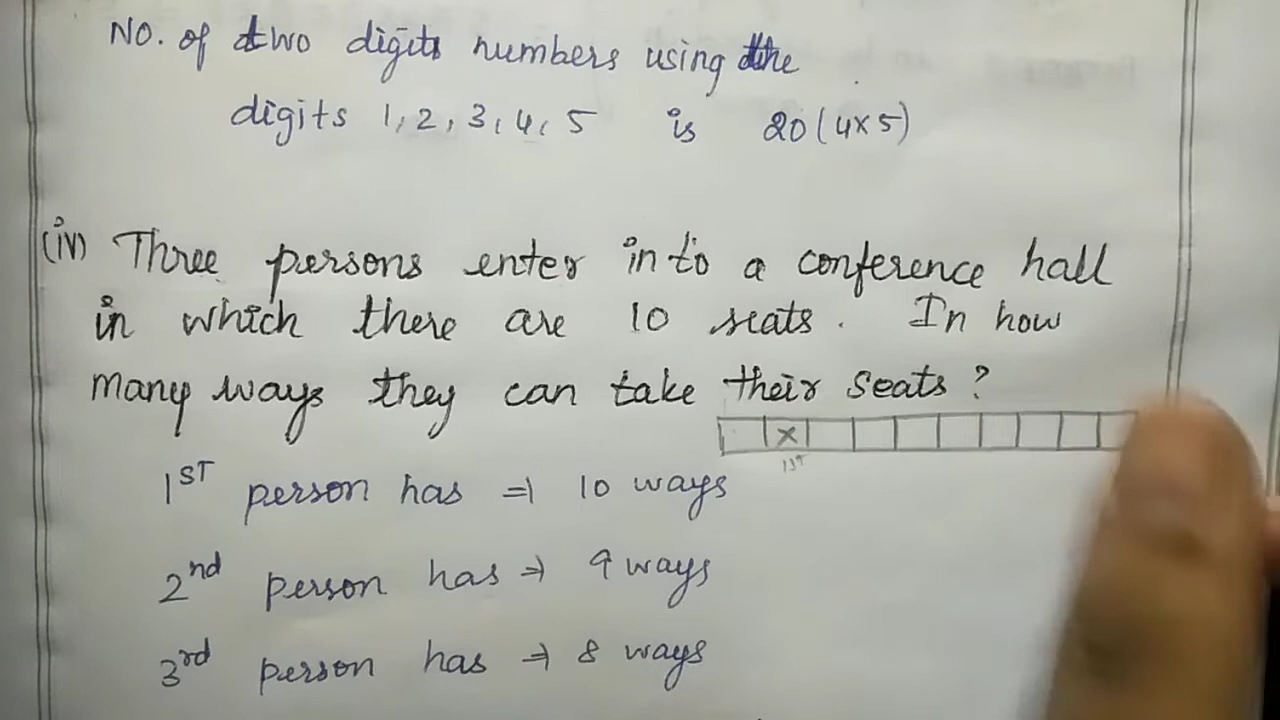 No. of two digits numbers using the
digits 1, 2, 3, 4, 5 is 20 (4x5)
(iv) Three persons enter in to a conference hall
in which there are 10 seats. In how
many ways they can take their seats?
x
1ST
1ST person has ⇒ 10 ways
2nd person has ⇒ 9 ways
3rd person has ⇒ 8 ways